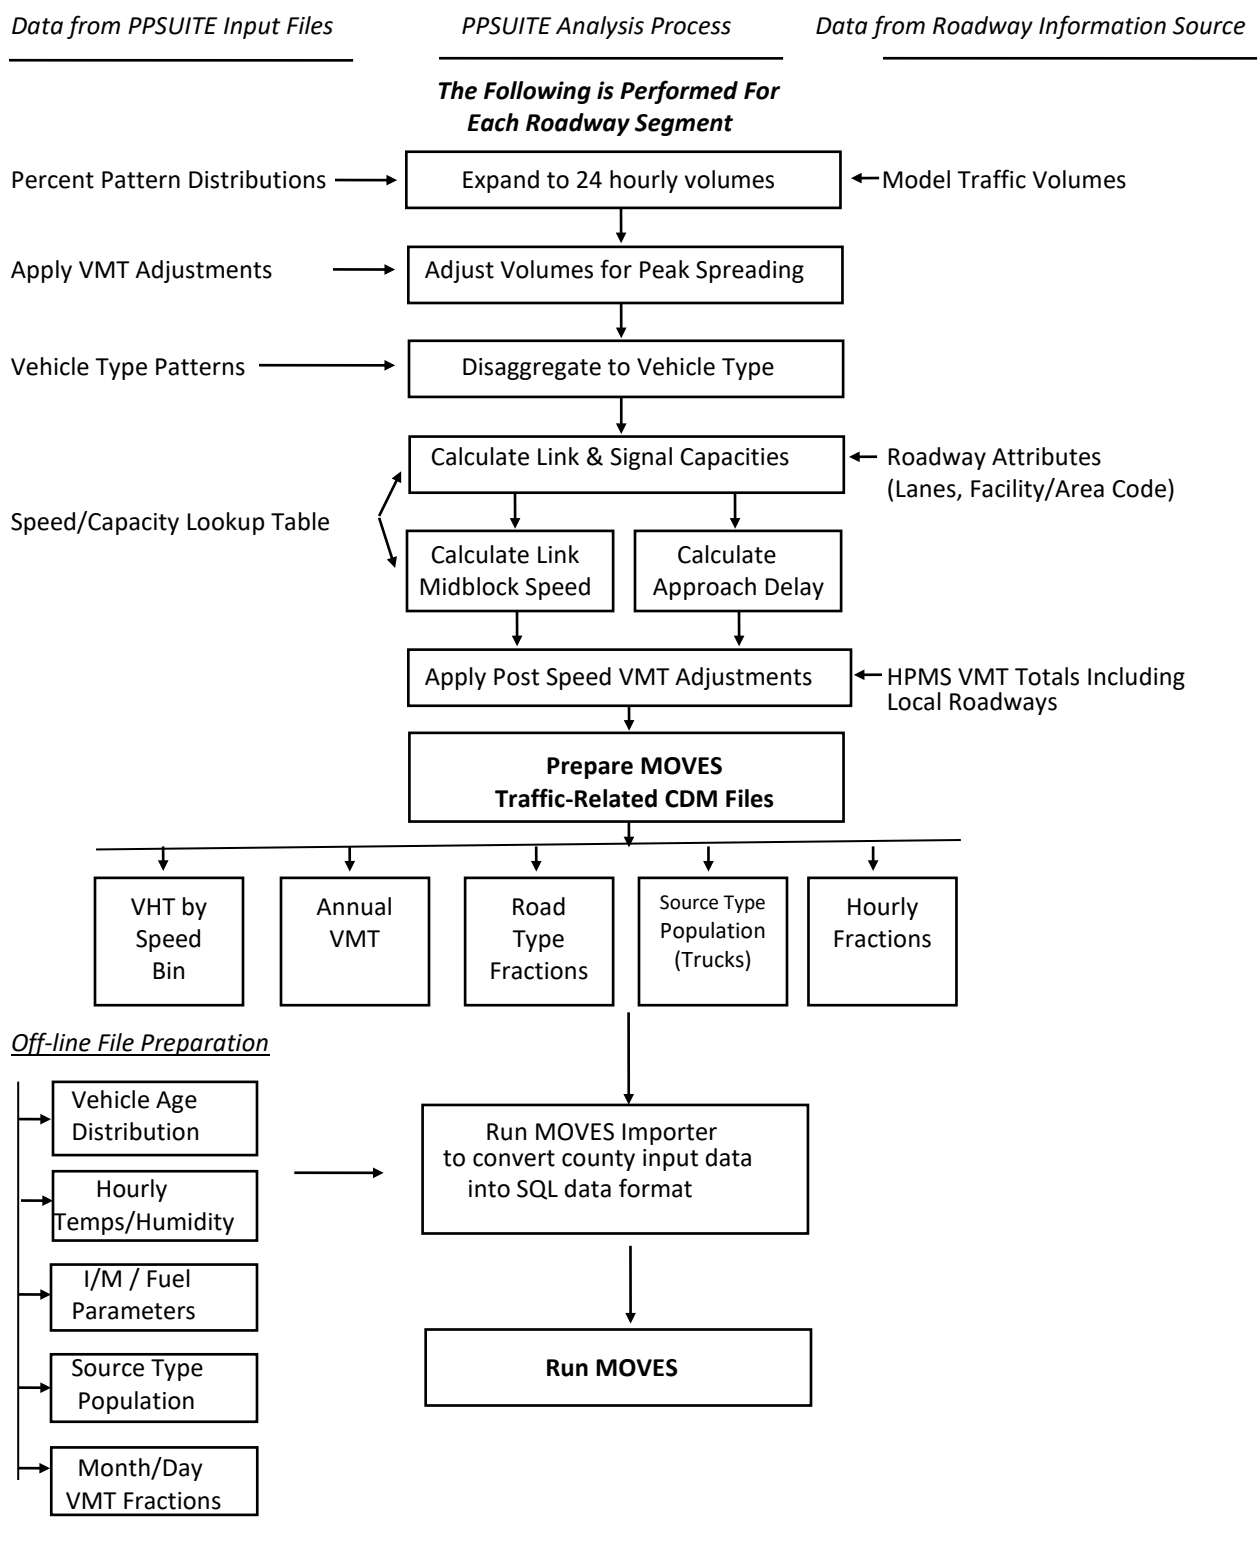 Data from PPSUITE Input Files
PPSUITE Analysis Process
Data from Roadway Information Source
The Following is Performed For
Each Roadway Segment
Percent Pattern Distributions
Expand to 24 hourly volumes
Model Traffic Volumes
Apply VMT Adjustments
Adjust Volumes for Peak Spreading
Vehicle Type Patterns
Disaggregate to Vehicle Type
Calculate Link & Signal Capacities
Roadway Attributes
(Lanes, Facility/Area Code)
Speed/Capacity Lookup Table
Calculate Link
Midblock Speed
Calculate
Approach Delay
Apply Post Speed VMT Adjustments
HPMS VMT Totals Including
Local Roadways
Prepare MOVES
Traffic-Related CDM Files
VHT by
Speed
Bin
Annual
VMT
Road
Type
Fractions
Source Type
Population
(Trucks)
Hourly
Fractions
Off-line File Preparation
Vehicle Age
Distribution
Hourly
Temps/Humidity
I/M / Fuel
Parameters
Source Type
Population
Month/Day
VMT Fractions
Run MOVES Importer
to convert county input data
into SQL data format
Run MOVES